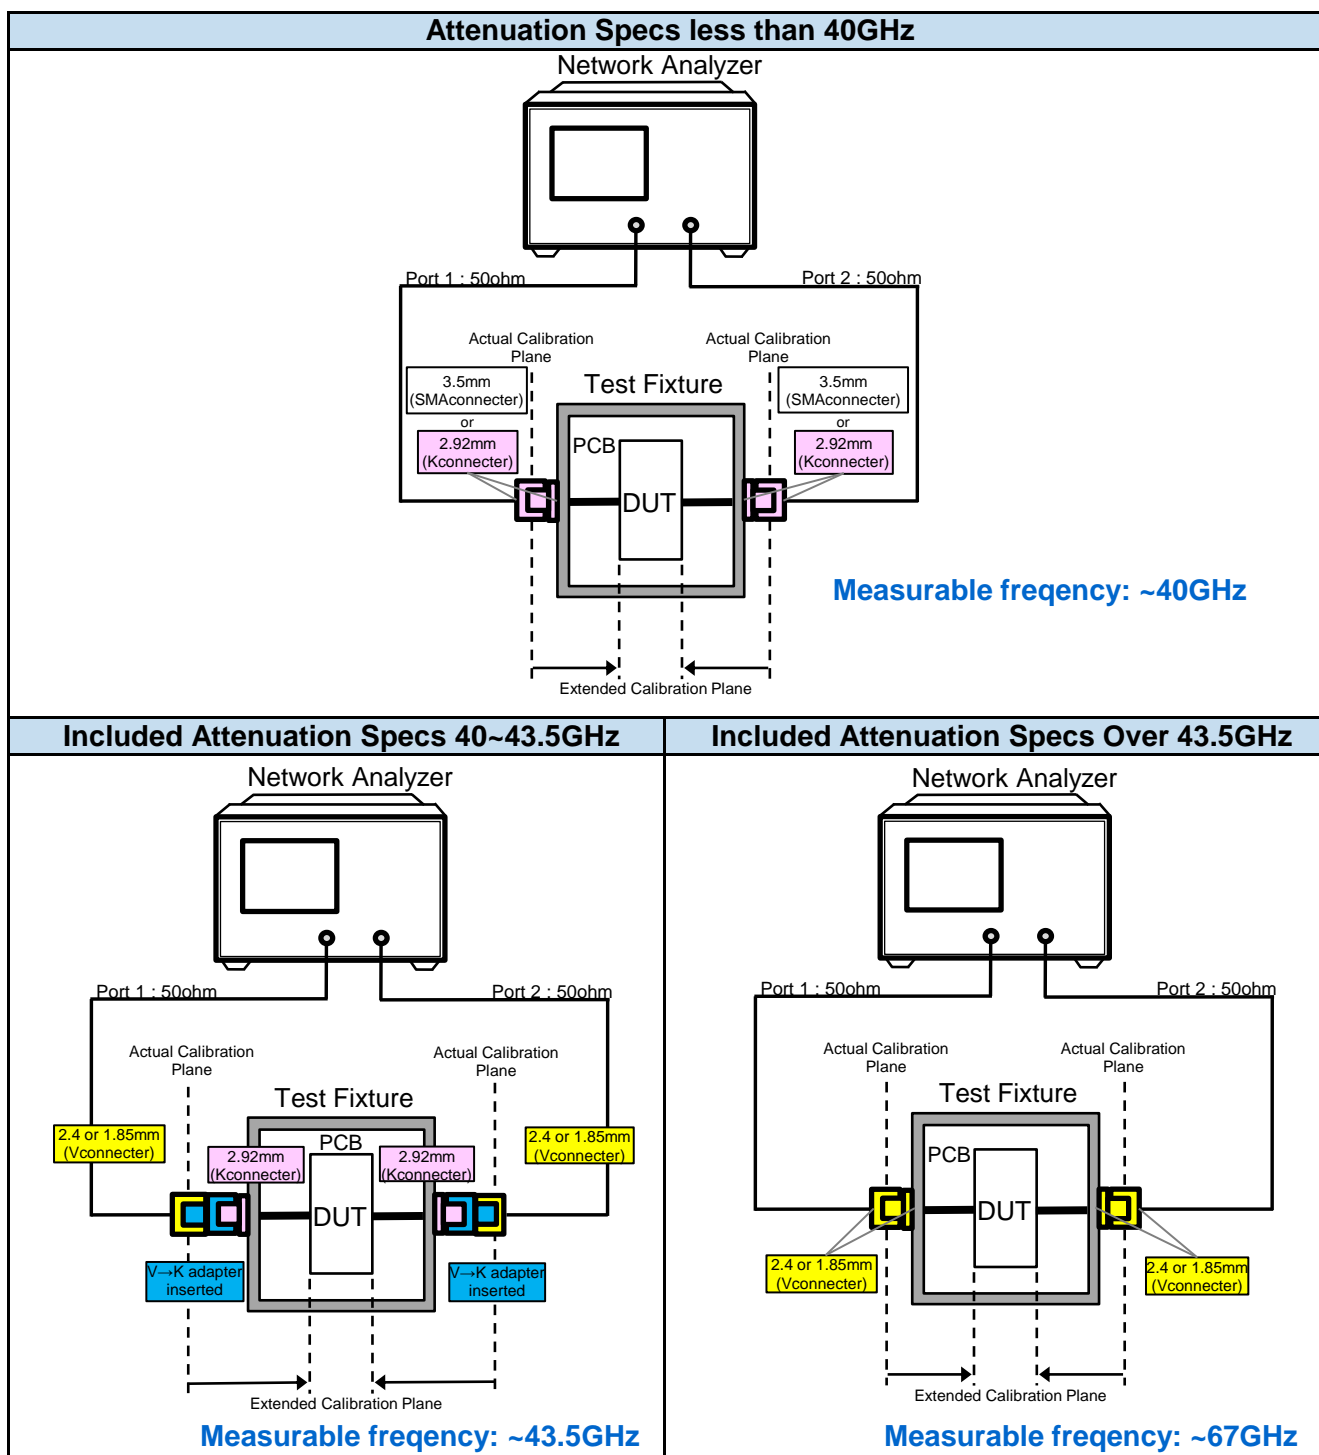 Attenuation Specs less than 40GHz
Network Analyzer
Port 1 : 50ohm
Port 2 : 50ohm
Actual Calibration
Plane
Actual Calibration
Plane
3.5mm
(SMAconnecter)
or
2.92mm
(Kconnecter)
Test Fixture
3.5mm
(SMAconnecter)
or
2.92mm
(Kconnecter)
PCB
DUT
Measurable freqency: ~40GHz
Extended Calibration Plane
Included Attenuation Specs 40~43.5GHz
Network Analyzer
Port 1 : 50ohm
Port 2 : 50ohm
Actual Calibration
Plane
Actual Calibration
Plane
Test Fixture
2.4 or 1.85mm
(Vconnecter)
2.92mm
(Kconnecter)
PCB
2.92mm
(Kconnecter)
2.4 or 1.85mm
(Vconnecter)
DUT
V→K adapter
inserted
V→K adapter
inserted
Extended Calibration Plane
Measurable freqency: ~43.5GHz
Included Attenuation Specs Over 43.5GHz
Network Analyzer
Port 1 : 50ohm
Port 2 : 50ohm
Actual Calibration
Plane
Actual Calibration
Plane
Test Fixture
PCB
DUT
2.4 or 1.85mm
(Vconnecter)
2.4 or 1.85mm
(Vconnecter)
Extended Calibration Plane
Measurable freqency: ~67GHz